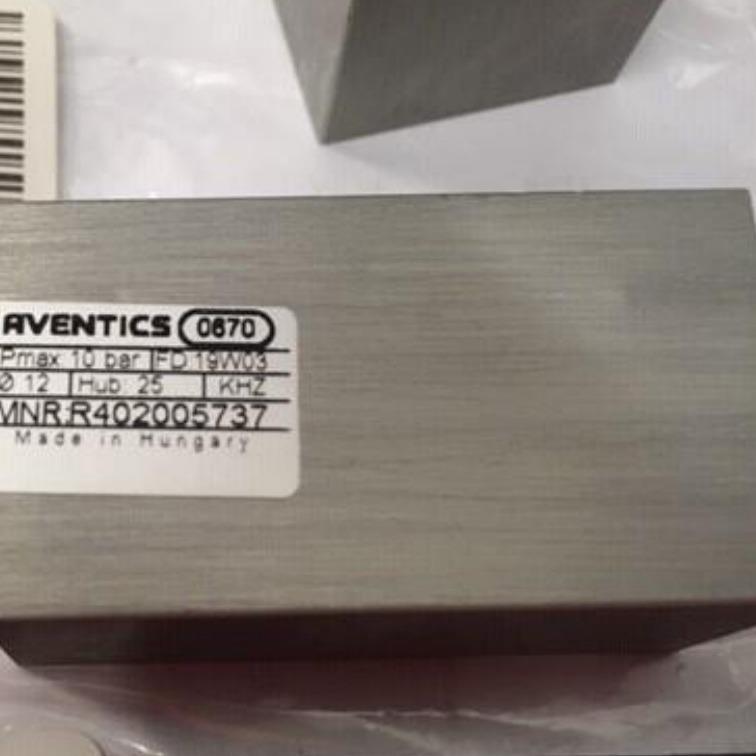 AVENTICS 0670
Pmax 10 bar FD 19W03
Ø 12 Hub 25 KHZ
MNR:R402005737
Made in Hungary